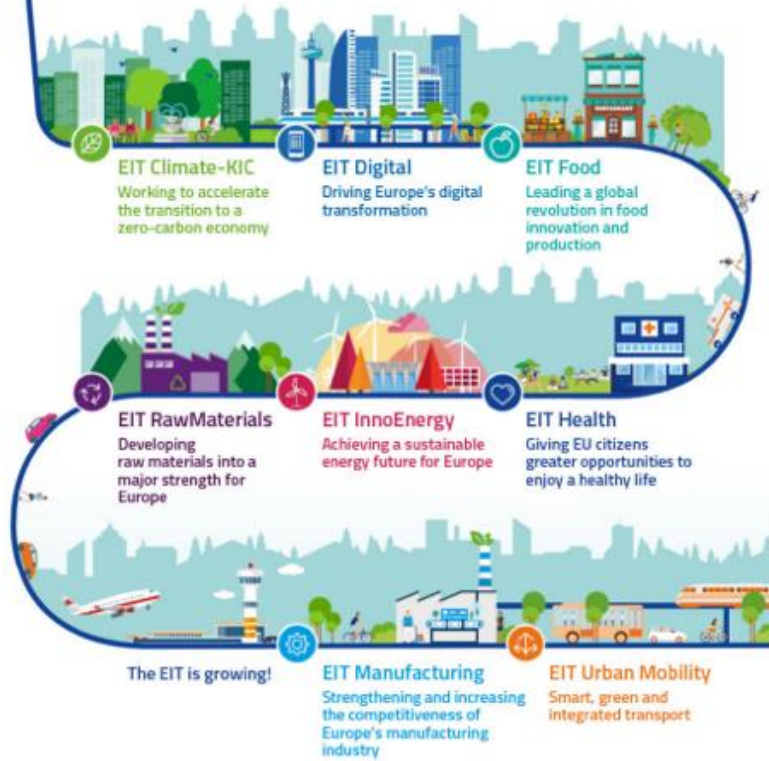 RESTAURANT
EIT Climate-KIC
Working to accelerate
the transition to a
zero-carbon economy
EIT Digital
Driving Europe's digital
transformation
EIT Food
Leading a global
revolution in food
innovation and
production
EIT RawMaterials
Developing
raw materials into a
major strength for
Europe
EIT InnoEnergy
Achieving a sustainable
energy future for Europe
EIT Health
Giving EU citizens
greater opportunities to
enjoy a healthy life
The EIT is growing!
EIT Manufacturing
Strengthening and increasing
the competitiveness of
Europe's manufacturing
industry
EIT Urban Mobility
Smart, green and
integrated transport